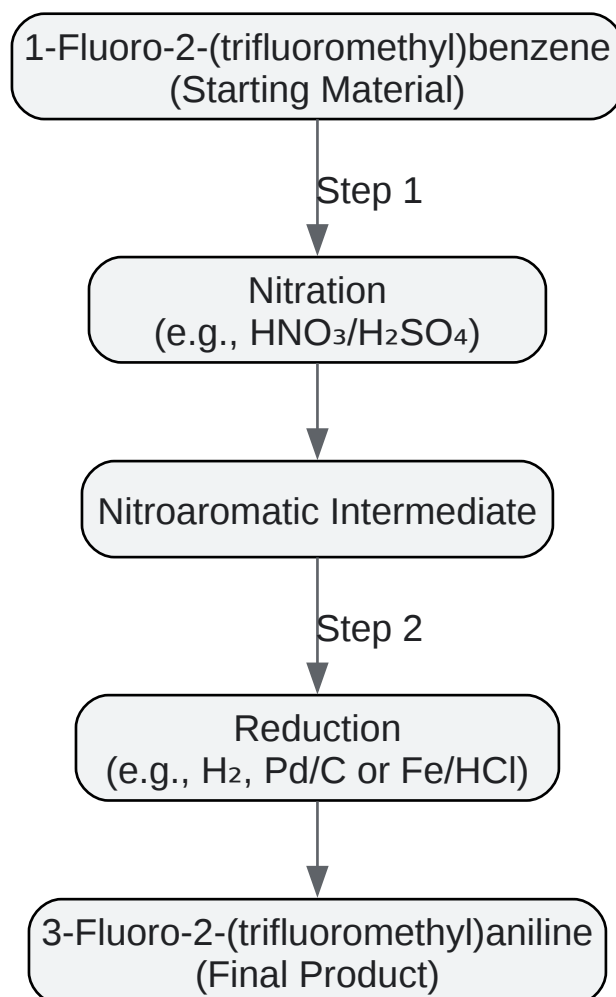 1-Fluoro-2-(trifluoromethyl)benzene
(Starting Material)
Step 1
Nitration
(e.g., HNO₃/H₂SO₄)
Nitroaromatic Intermediate
Step 2
Reduction
(e.g., H₂, Pd/C or Fe/HCl)
3-Fluoro-2-(trifluoromethyl)aniline
(Final Product)